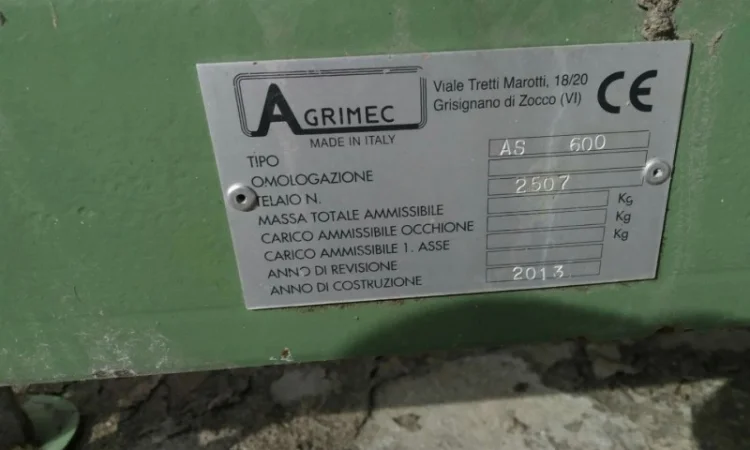 AGRIMEC
MADE IN ITALY
Viale Tretti Marotti, 18/20
Grisignano di Zocco (VI)
CE
TIPO AS 600
OMOLOGAZIONE
TELAIO N. 2507
MASSA TOTALE AMMISSIBILE Kg
CARICO AMMISSIBILE OCCHIONE Kg
CARICO AMMISSIBILE 1. ASSE Kg
ANNO DI REVISIONE
ANNO DI COSTRUZIONE 2013